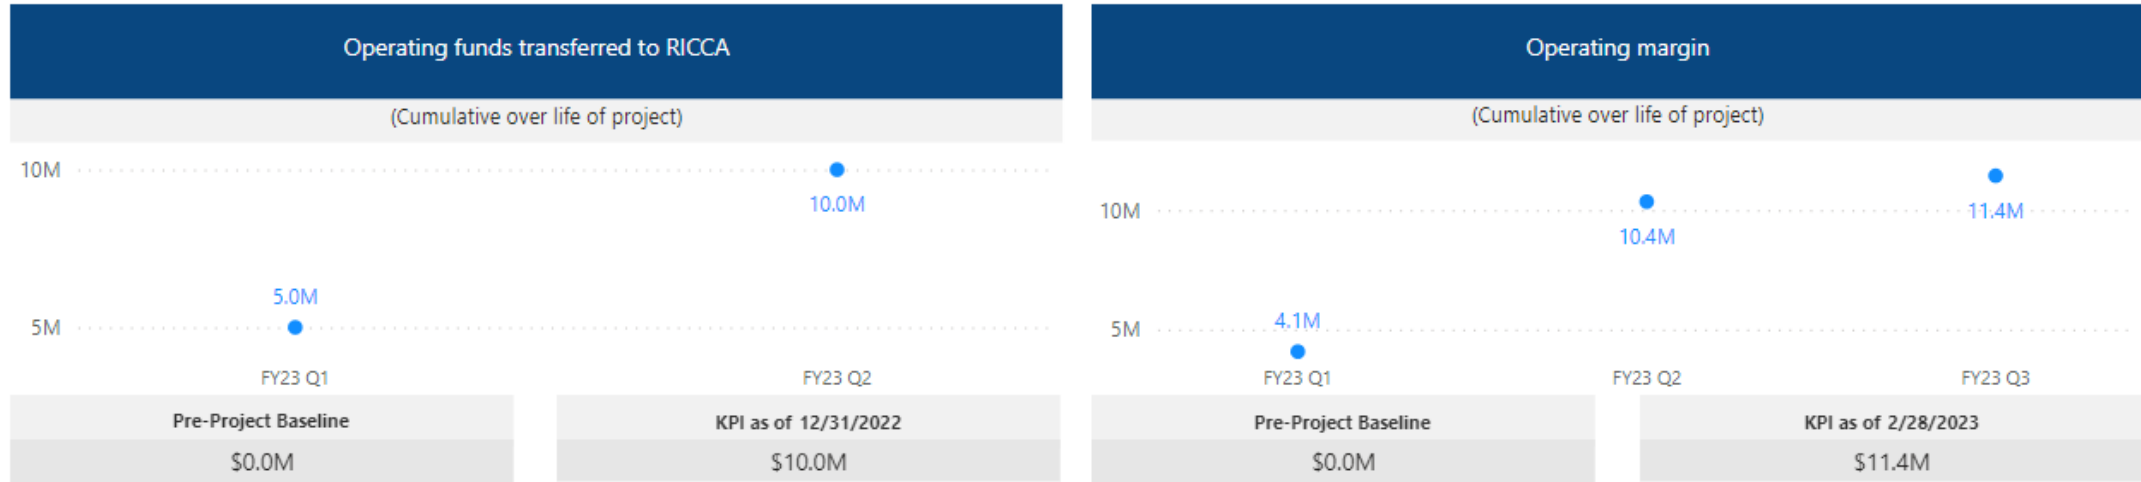 Operating funds transferred to RICCA
(Cumulative over life of project)
10M
10.0M
5.0M
5M
FY23 Q1
FY23 Q2
Pre-Project Baseline
KPI as of 12/31/2022
$0.0M
$10.0M
Operating margin
(Cumulative over life of project)
10M
11.4M
10.4M
4.1M
5M
FY23 Q1
FY23 Q2
FY23 Q3
Pre-Project Baseline
KPI as of 2/28/2023
$0.0M
$11.4M